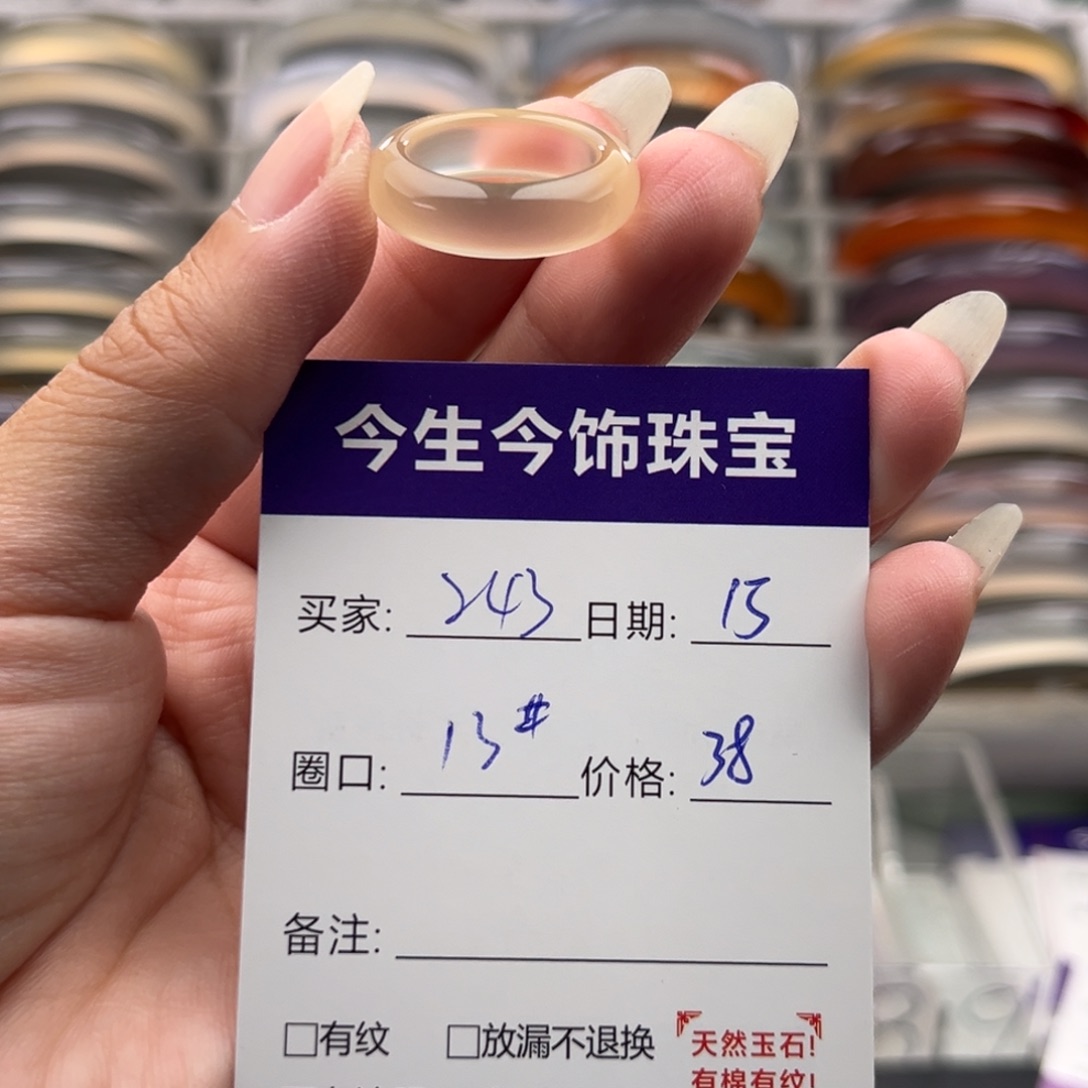 今生今饰珠宝
买家: 243 日期: 15
圈口: 13# 价格: 38
备注:
□有纹 □放漏不退换 天然玉石!
有棉有纹!